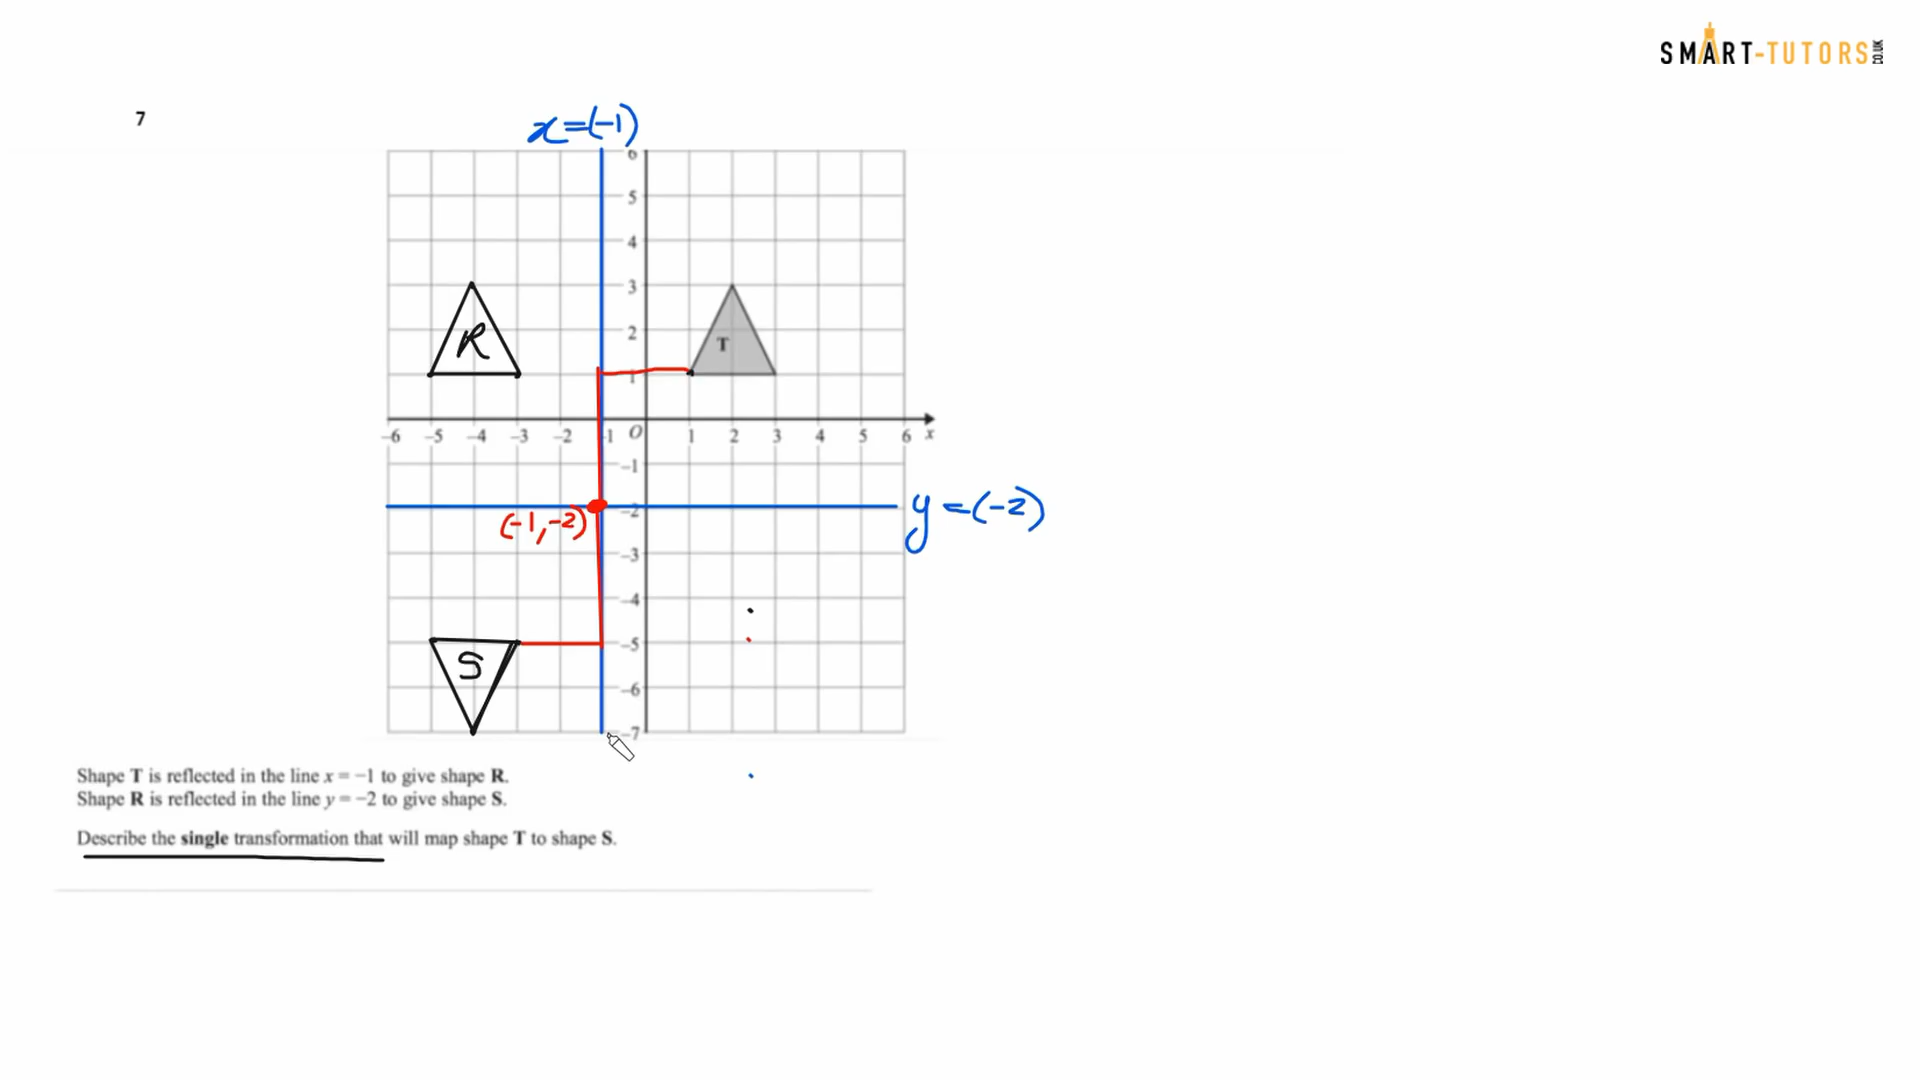 SMART-TUTORS.CO.UK
7
x=(-1)
6
5
4
3
R
T
2
1
-6 -5 -4 -3 -2 -1 O 1 2 3 4 5 6 x
-1
-2
y=(-2)
(-1,-2)
-3
-4
-5
S
-6
-7
Shape T is reflected in the line x = −1 to give shape R.
Shape R is reflected in the line y = −2 to give shape S.
Describe the single transformation that will map shape T to shape S.